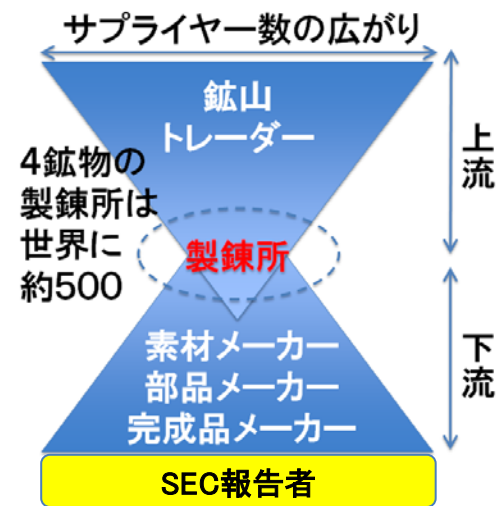 サプライヤー数の広がり
鉱山
トレーダー
上流
4鉱物の
製錬所は
世界に
約500
製錬所
素材メーカー
部品メーカー
完成品メーカー
下流
SEC報告者